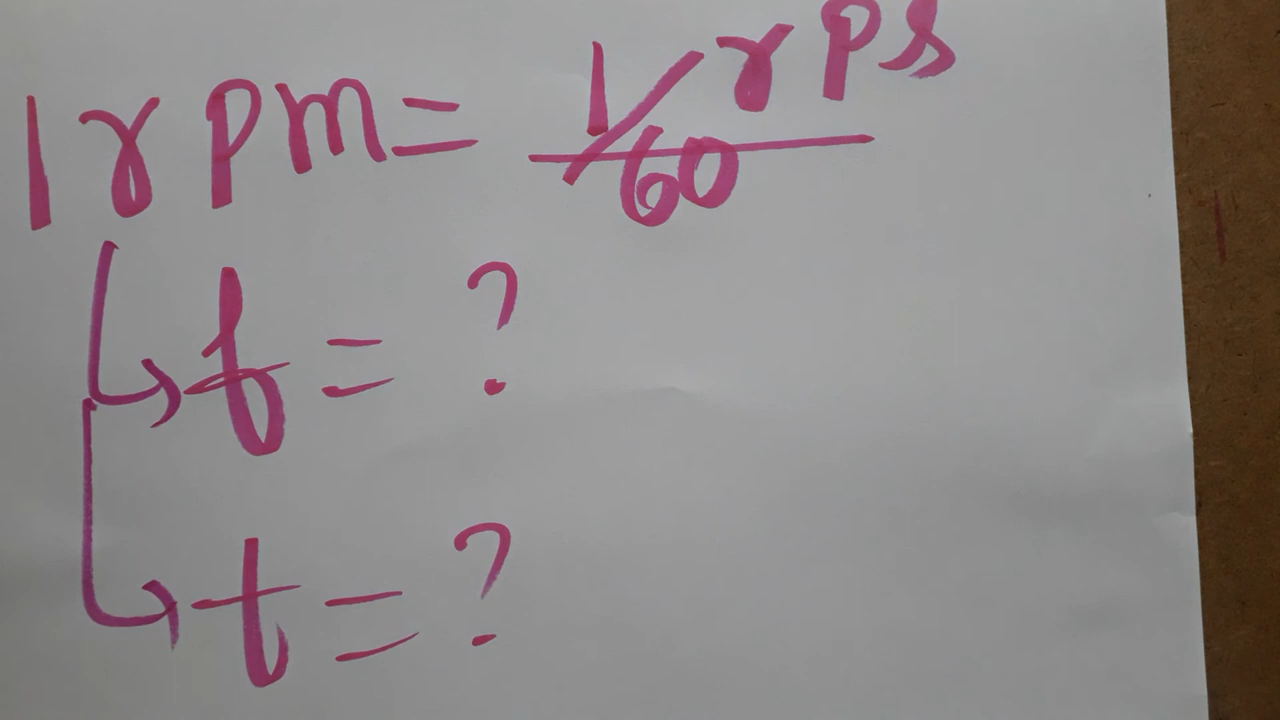 1 rpm = 1/60 rps
f = ?
t = ?